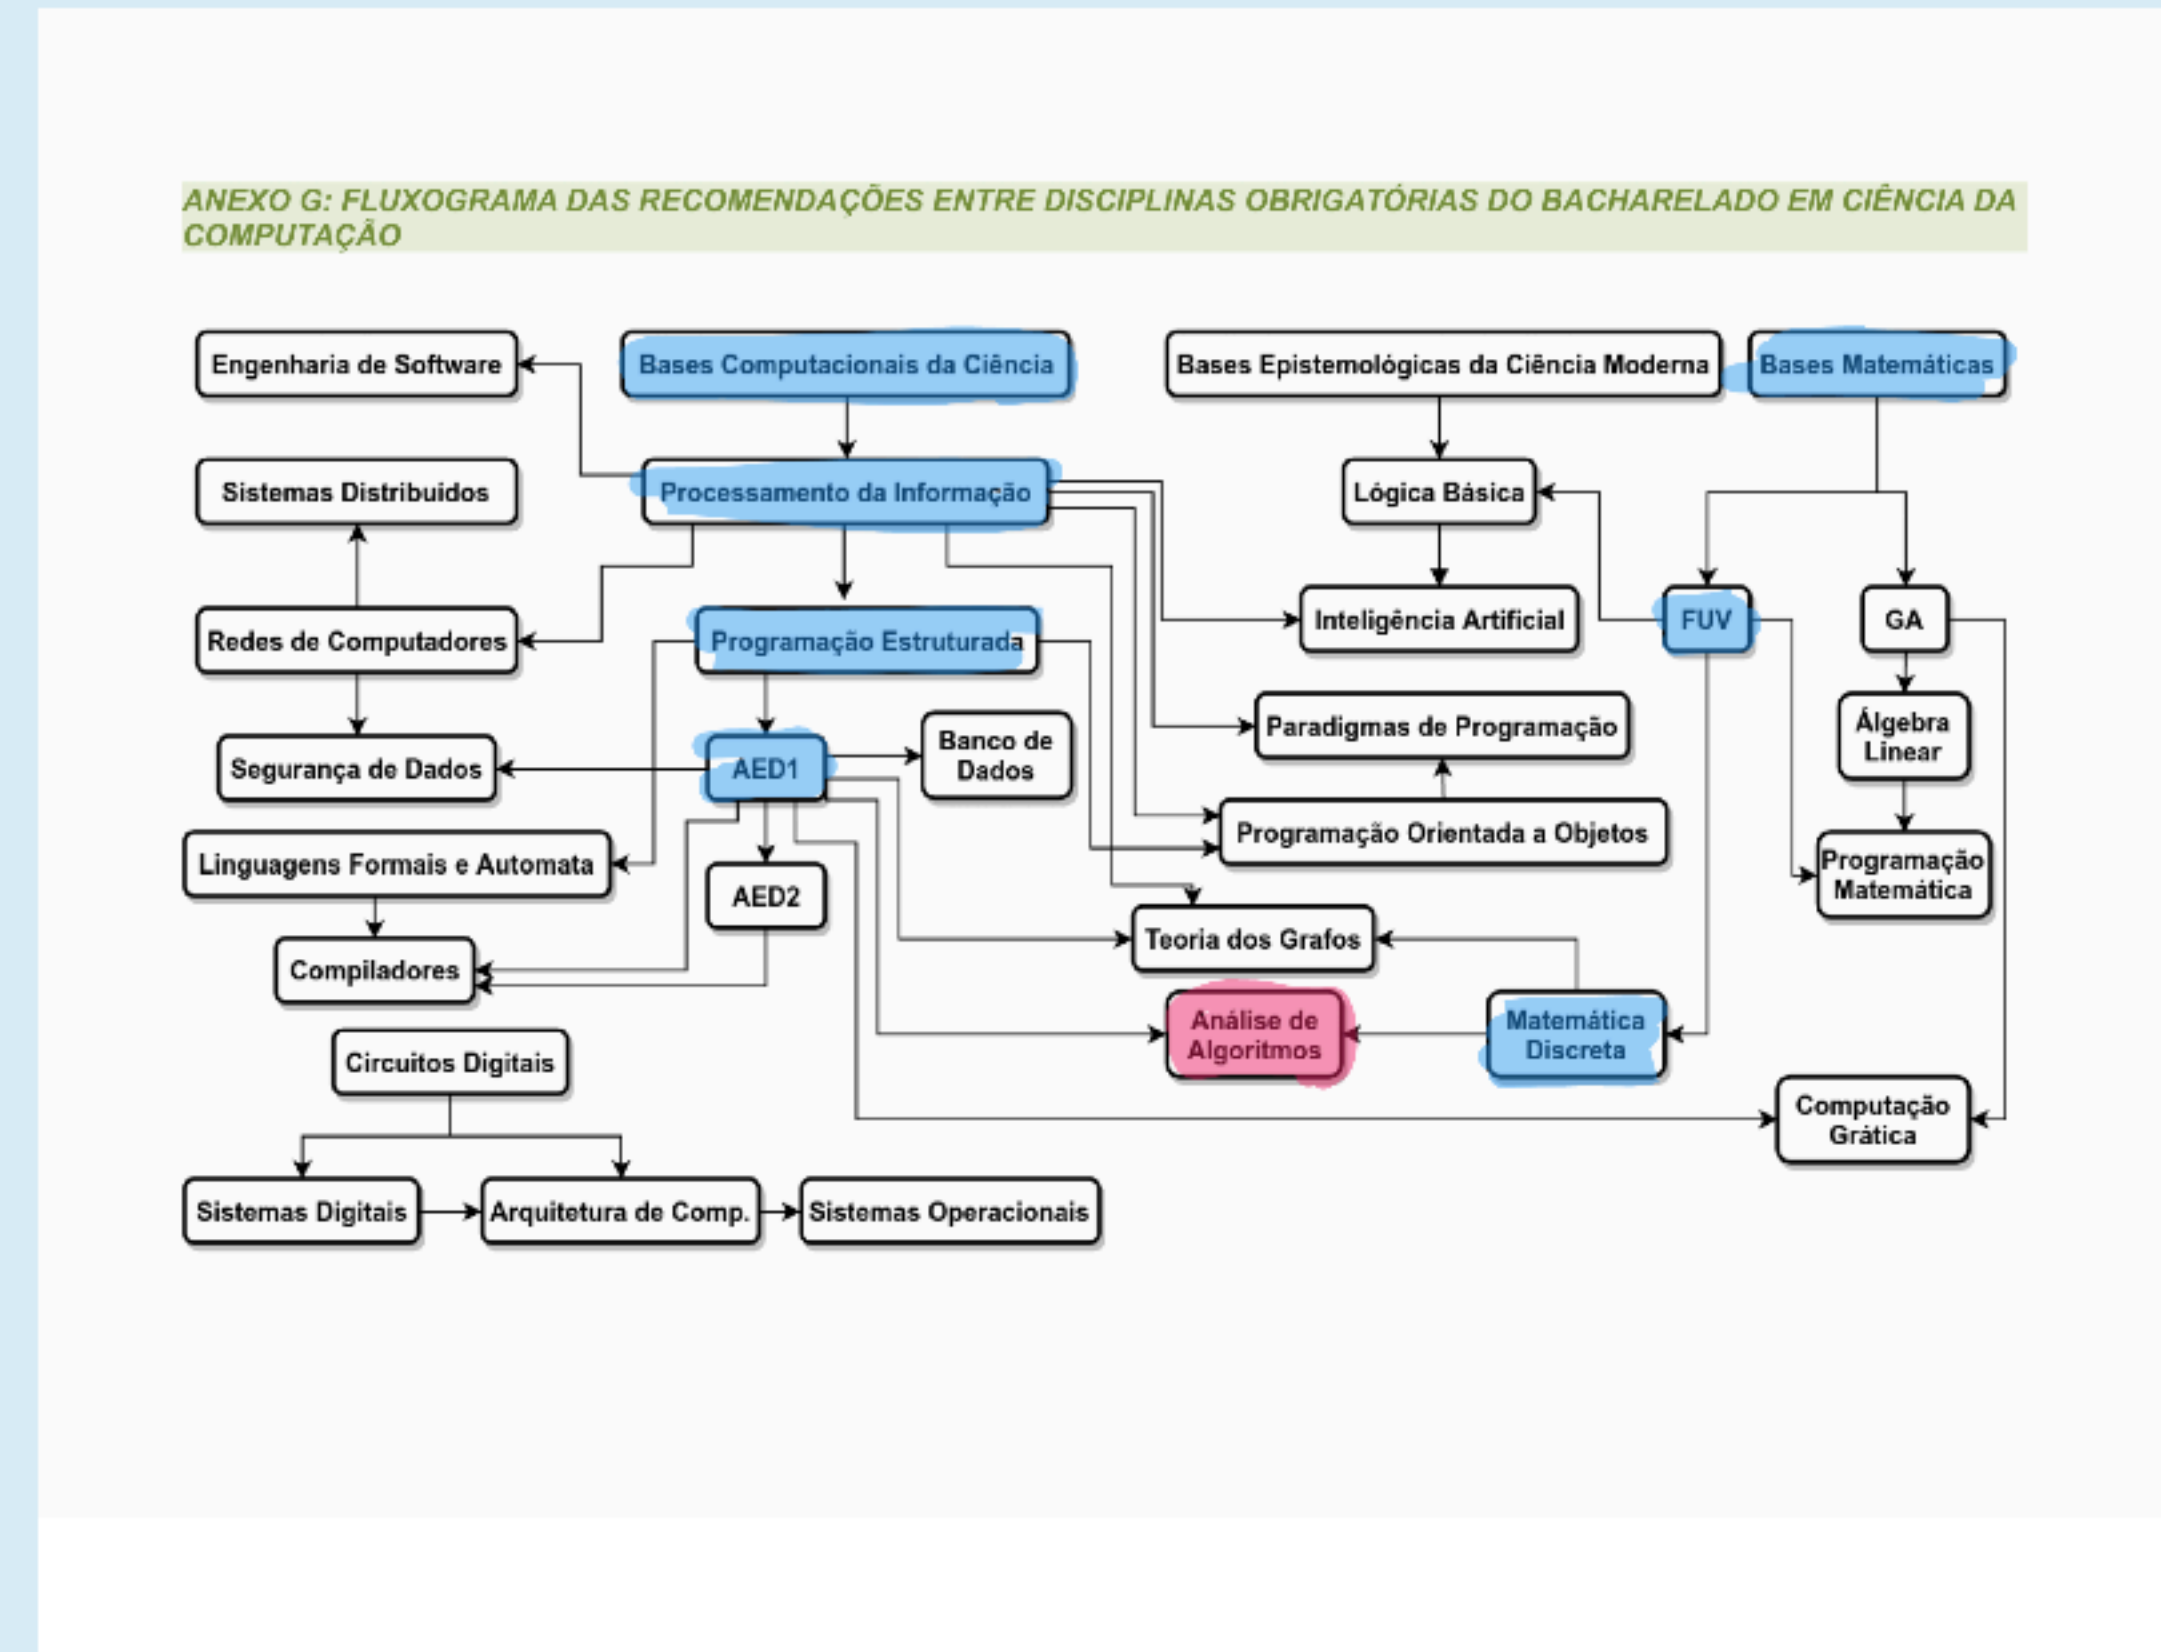 ANEXO G: FLUXOGRAMA DAS RECOMENDAÇÕES ENTRE DISCIPLINAS OBRIGATÓRIAS DO BACHARELADO EM CIÊNCIA DA
COMPUTAÇÃO
Engenharia de Software
Bases Computacionais da Ciência
Bases Epistemológicas da Ciência Moderna
Bases Matemáticas
Sistemas Distribuidos
Processamento da Informação
Lógica Básica
Redes de Computadores
Programação Estruturada
Inteligência Artificial
FUV
GA
Segurança de Dados
AED1
Banco de
Dados
Paradigmas de Programação
Álgebra
Linear
Linguagens Formais e Automata
AED2
Programação Orientada a Objetos
Programação
Matemática
Compiladores
Teoria dos Grafos
Circuitos Digitais
Análise de
Algoritmos
Matemática
Discreta
Computação
Grática
Sistemas Digitais
Arquitetura de Comp.
Sistemas Operacionais